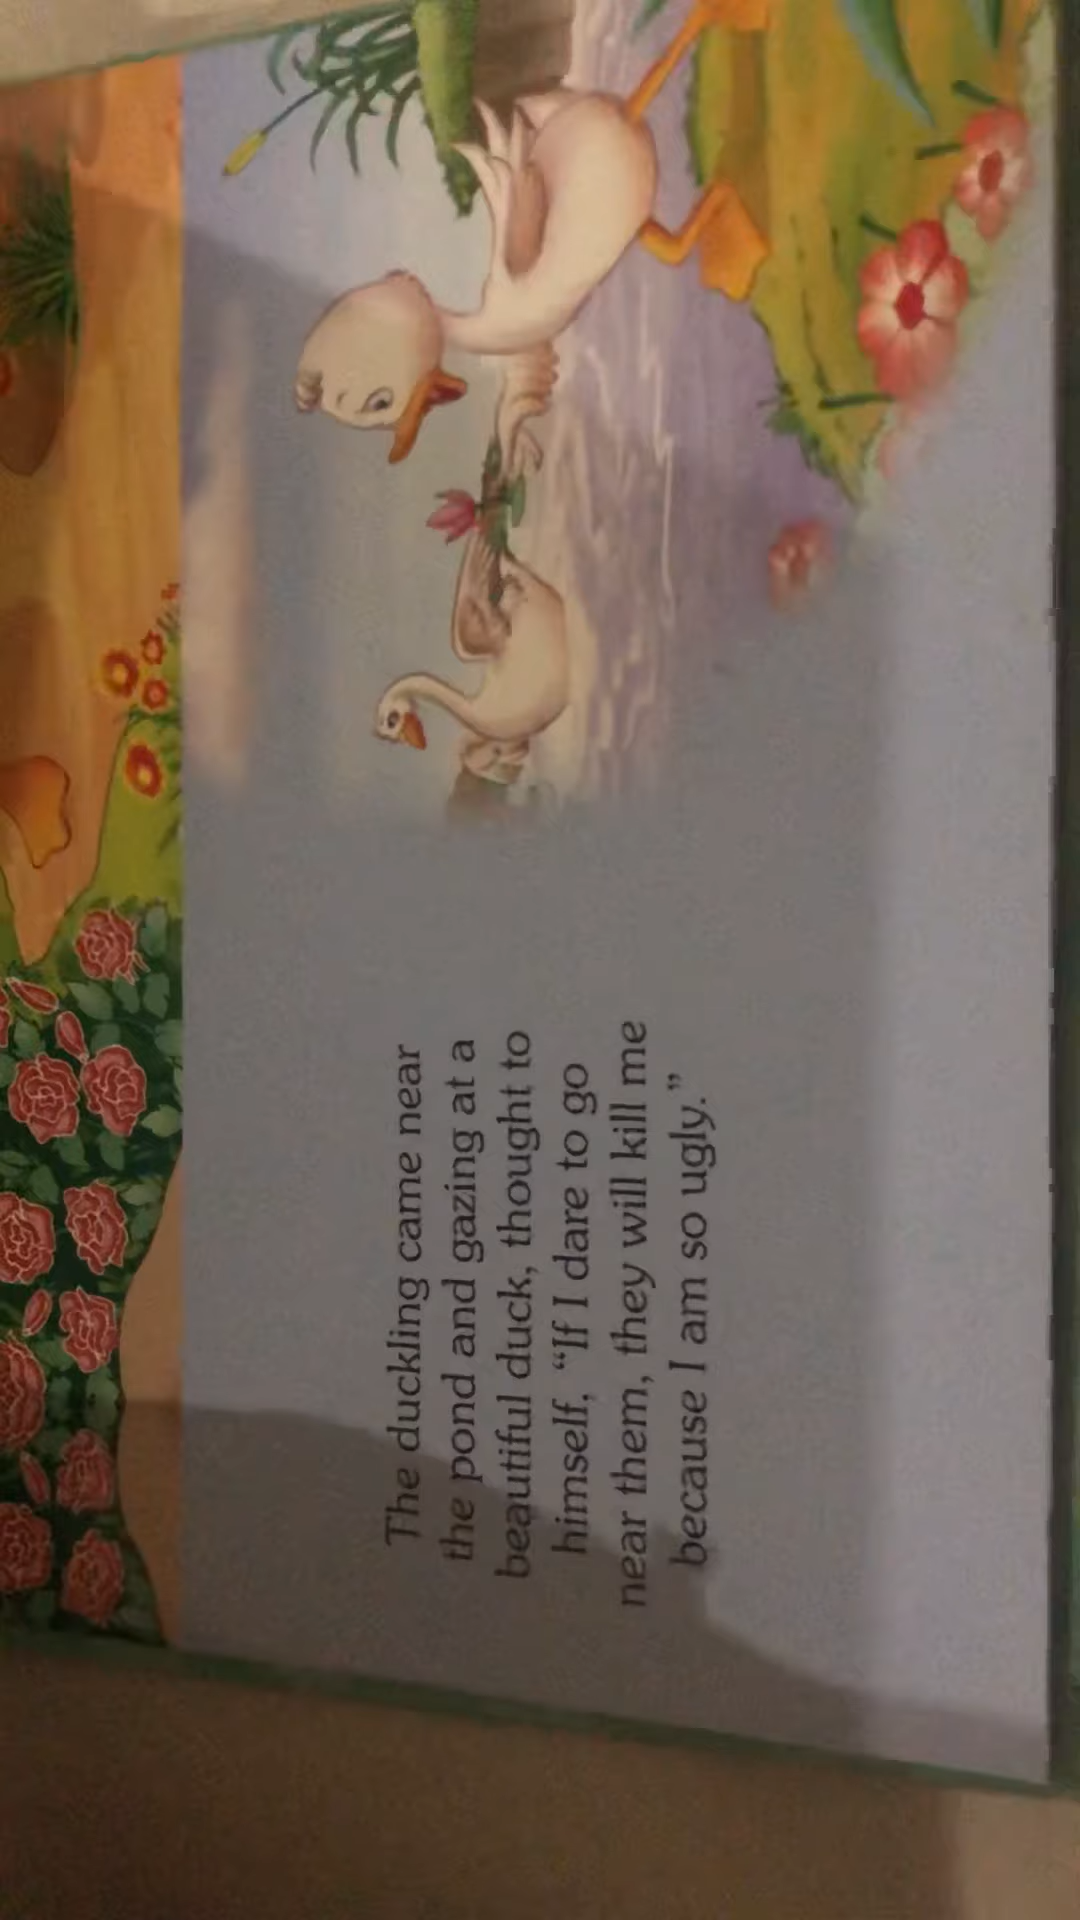 The duckling came near
the pond and gazing at a
beautiful duck, thought to
himself, “If I dare to go
near them, they will kill me
because I am so ugly.”